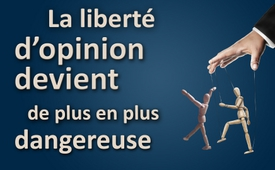 La liberté
d'opinion
devient
de plus en plus
dangereuse